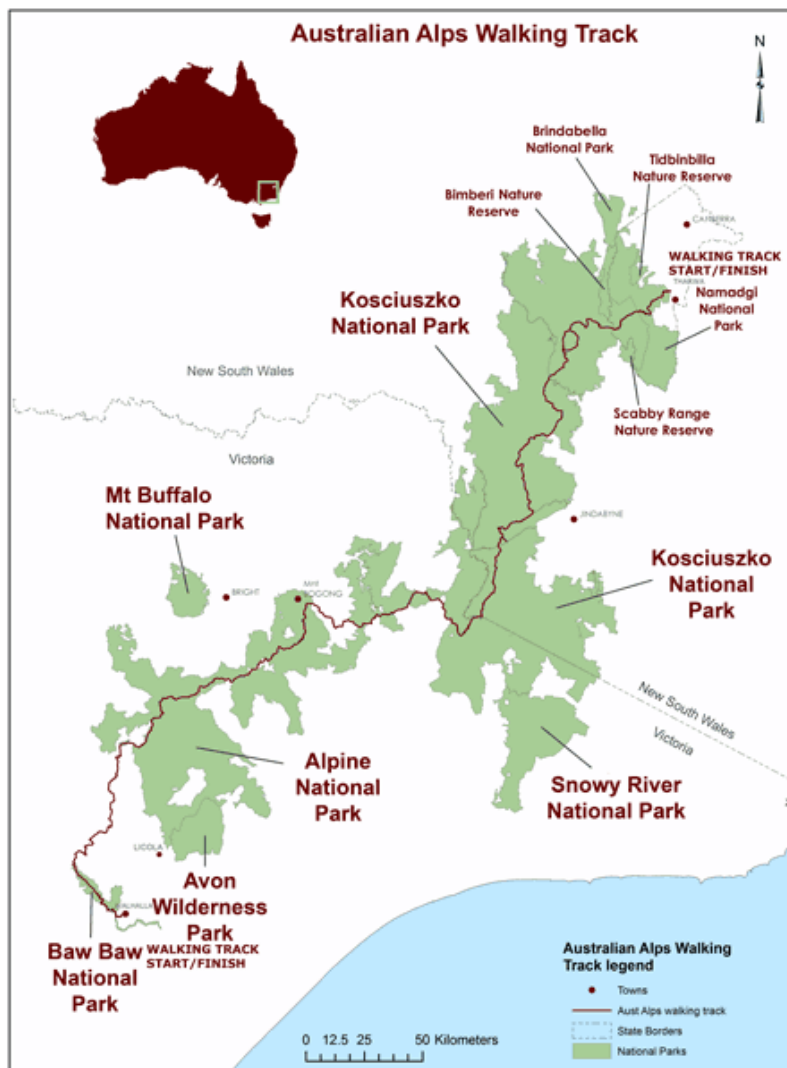 Australian Alps Walking Track
N
Brindabella
National Park
Tidbinbilla
Nature Reserve
Bimberi Nature
Reserve
CANBERRA
WALKING TRACK
START/FINISH
THARWA
Namadgi
National
Park
Kosciuszko
National Park
Scabby Range
Nature Reserve
New South Wales
Victoria
Mt Buffalo
National Park
JINDABYNE
BRIGHT
MNt
BOGONG
Kosciuszko
National
Park
New South Wales
Victoria
Alpine
National
Park
Snowy River
National Park
LICOLA
Avon
Wilderness
Park
WALHALLA
WALKING TRACK
START/FINISH
Baw Baw
National
Park
Australian Alps Walking
Track legend
Towns
Aust Alps walking track
State Borders
National Parks
0 12.5 25 50 Kilometers